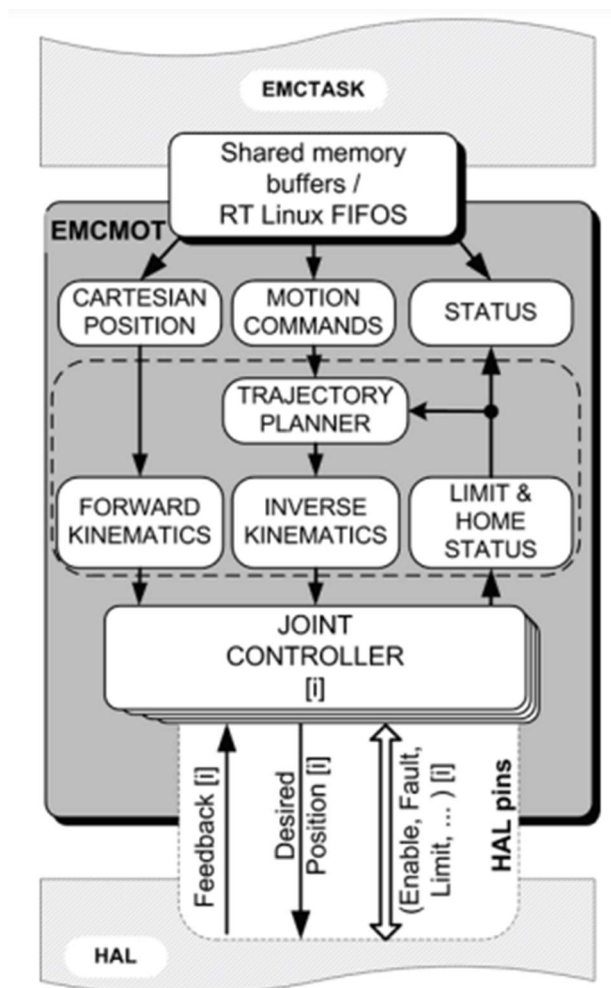 EMCTASK
Shared memory
buffers /
RT Linux FIFOS
EMCMOT
CARTESIAN
POSITION
MOTION
COMMANDS
STATUS
TRAJECTORY
PLANNER
FORWARD
KINEMATICS
INVERSE
KINEMATICS
LIMIT &
HOME
STATUS
JOINT
CONTROLLER
[i]
Feedback [i]
Desired
Position [i]
(Enable, Fault,
Limit, ... ) [i]
HAL pins
HAL